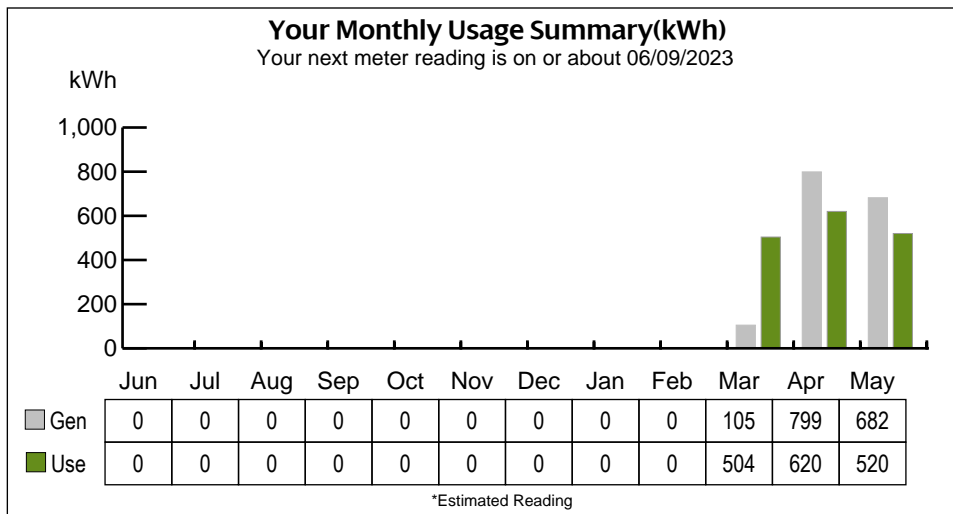 Your Monthly Usage Summary(kWh)
Your next meter reading is on or about 06/09/2023
kWh
1,000
800
600
400
200
0
Jun Jul Aug Sep Oct Nov Dec Jan Feb Mar Apr May
Gen 0 0 0 0 0 0 0 0 0 105 799 682
Use 0 0 0 0 0 0 0 0 0 504 620 520
*Estimated Reading